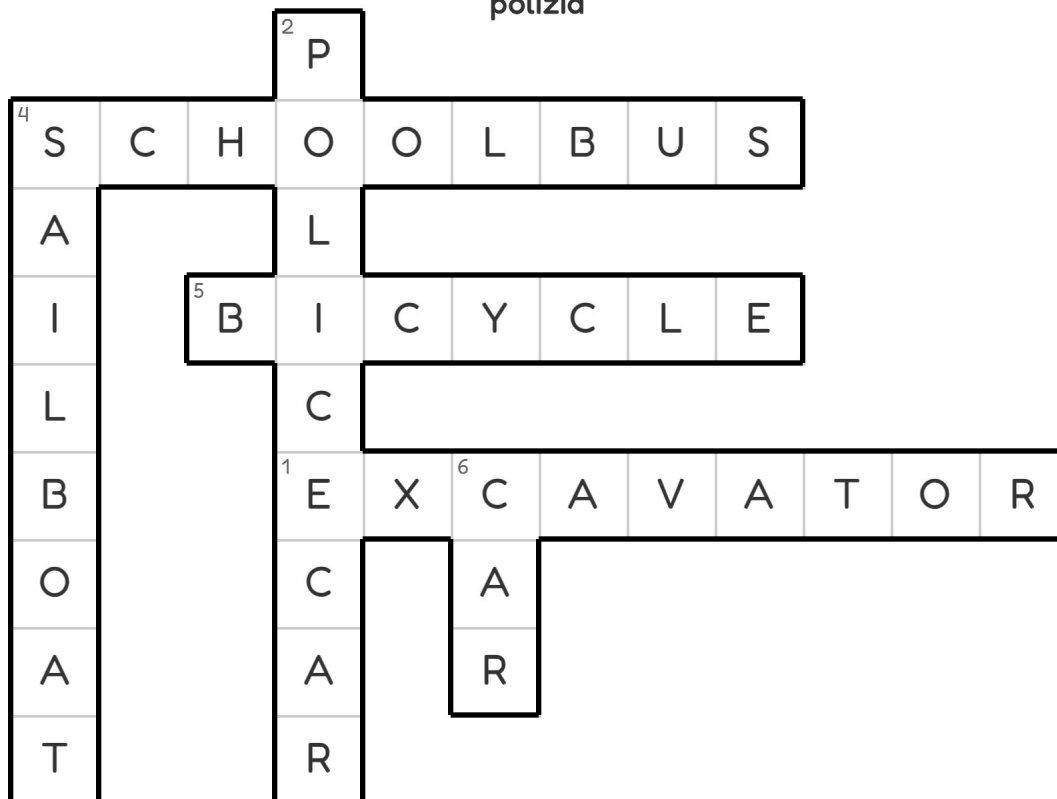 polizia
2 P
4 S C H O O L B U S
A L
5 B I C Y C L E
L C
B 1 E X 6 C A V A T O R
O C A
A A R
T R